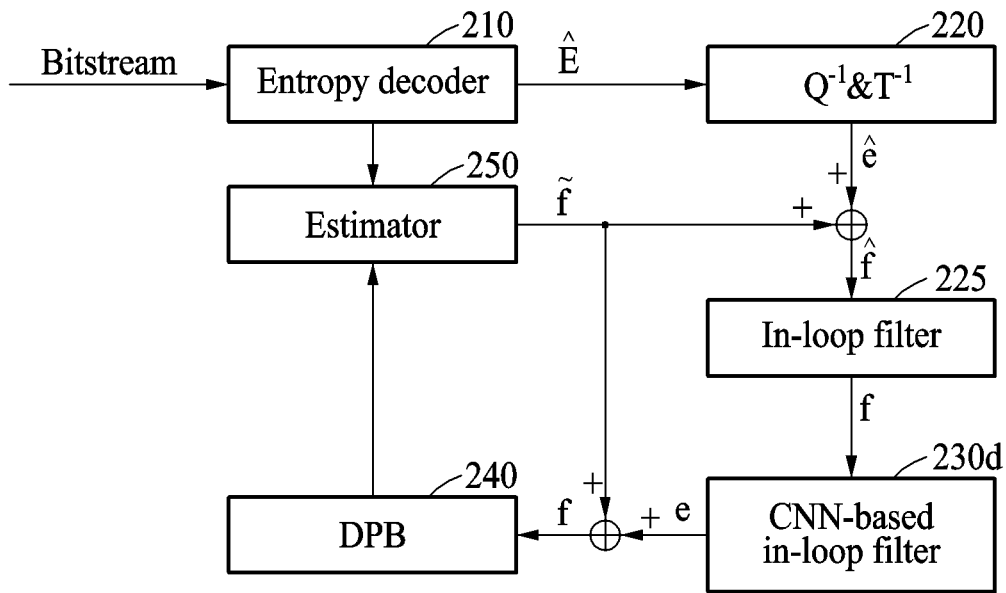 210
220
Bitstream
Entropy decoder
Ê
Q⁻¹&T⁻¹
ê
+
250
Estimator
f̃
+
f̂
225
In-loop filter
f
240
230d
DPB
f
+
+
e
CNN-based
in-loop filter